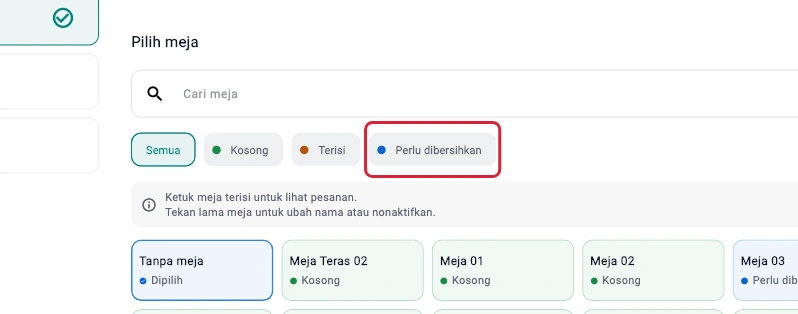 Pilih meja
Cari meja
Semua
Kosong
Terisi
Perlu dibersihkan
Ketuk meja terisi untuk lihat pesanan.
Tekan lama meja untuk ubah nama atau nonaktifkan.
Tanpa meja
Dipilih
Meja Teras 02
Kosong
Meja 01
Kosong
Meja 02
Kosong
Meja 03
Perlu dib